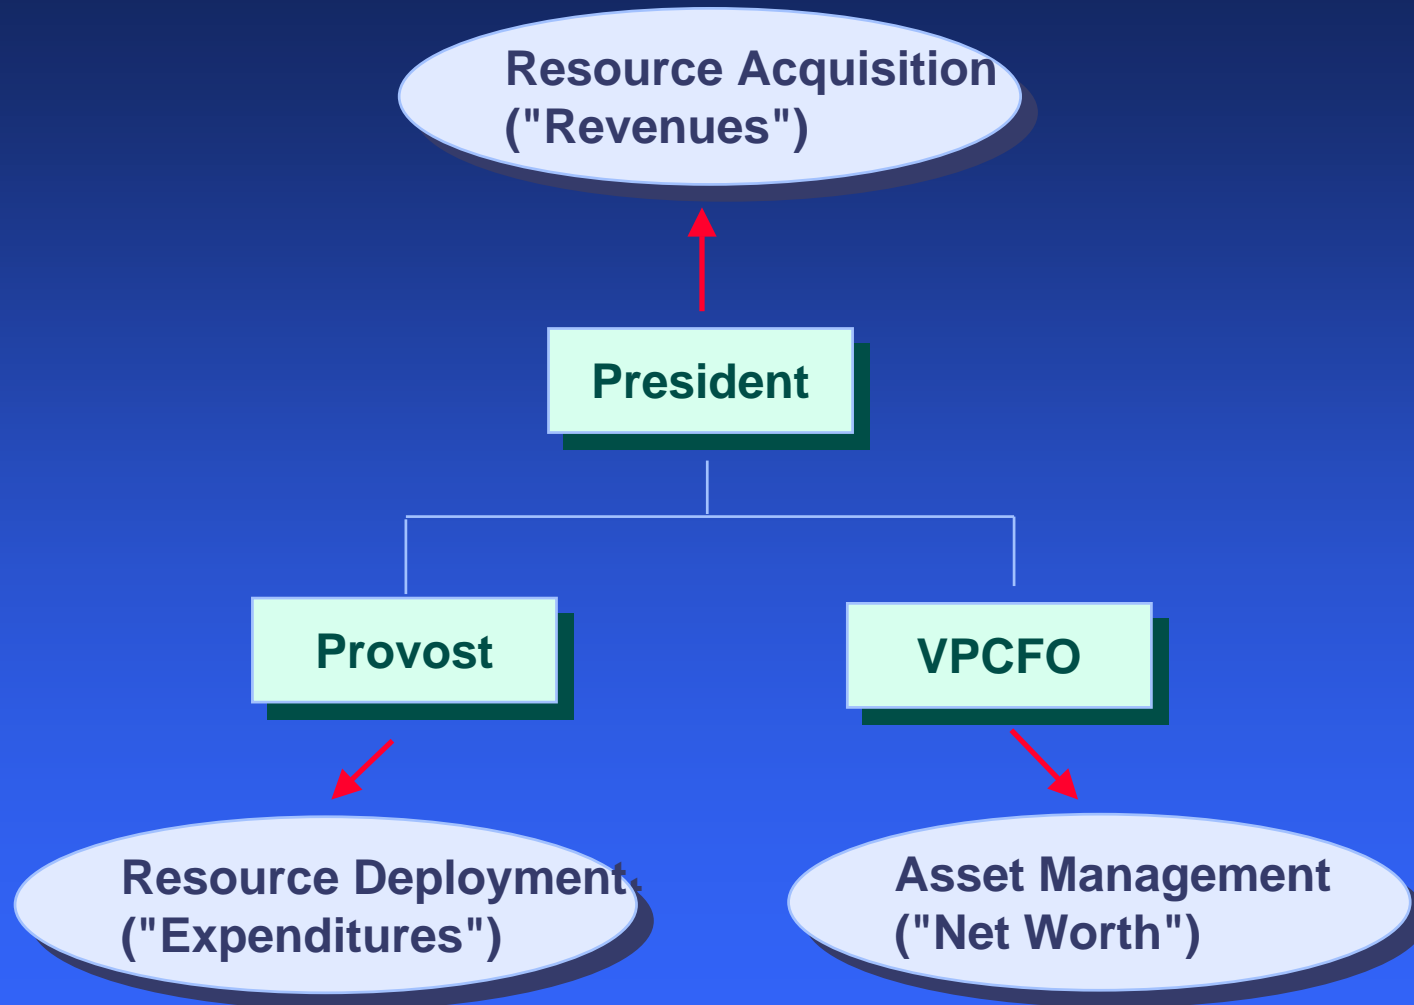 Resource Acquisition
("Revenues")
President
Provost
VPCFO
Resource Deployment
("Expenditures")
Asset Management
("Net Worth")